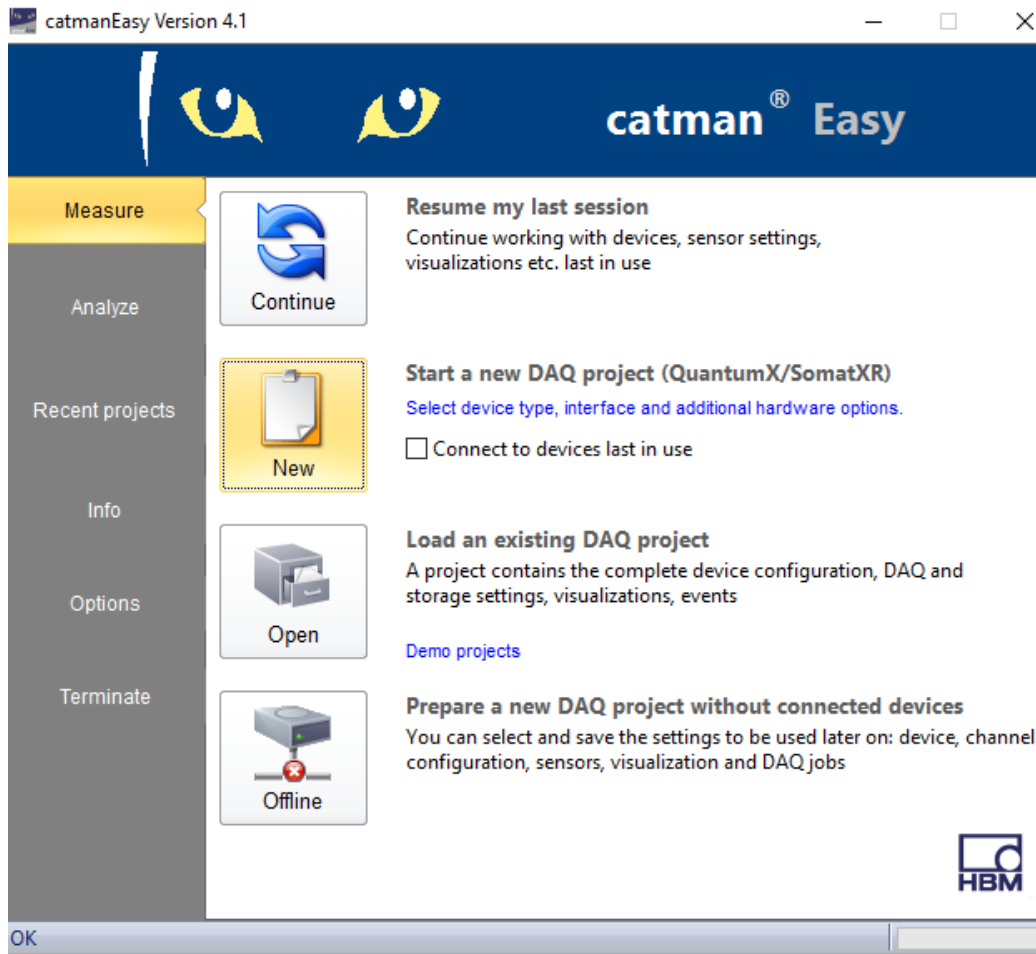 catmanEasy Version 4.1
catman® Easy
Measure
Analyze
Recent projects
Info
Options
Terminate
Continue
Resume my last session
Continue working with devices, sensor settings,
visualizations etc. last in use
New
Start a new DAQ project (QuantumX/SomatXR)
Select device type, interface and additional hardware options.
Connect to devices last in use
Open
Load an existing DAQ project
A project contains the complete device configuration, DAQ and
storage settings, visualizations, events
Demo projects
Offline
Prepare a new DAQ project without connected devices
You can select and save the settings to be used later on: device, channel
configuration, sensors, visualization and DAQ jobs
HBM
OK